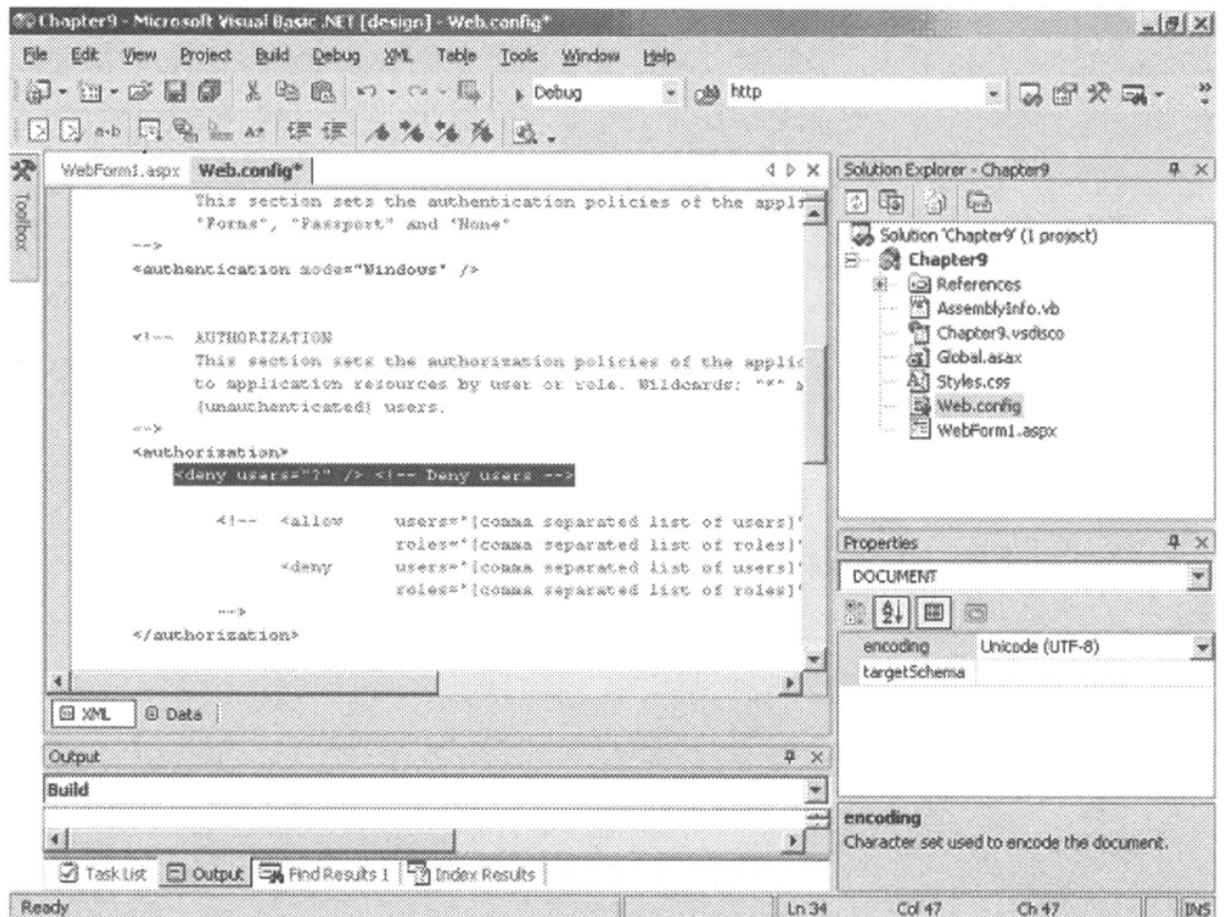 Chapter9 - Microsoft Visual Basic .NET [design] - Web.config*
File Edit View Project Build Debug XML Table Tools Window Help
Debug http
Toolbox
WebForm1.aspx Web.config*
This section sets the authentication policies of the appli
"Forms", "Passport" and "None"
-->
<authentication mode="Windows" />
<!-- AUTHORIZATION
This section sets the authorization policies of the applic
to application resources by user or role. Wildcards: "*" a
(unauthenticated) users.
-->
<authorization>
<deny users="?" /> <!-- Deny users -->
<!-- <allow users="[comma separated list of users]"
roles="[comma separated list of roles]"
<deny users="[comma separated list of users]"
roles="[comma separated list of roles]"
-->
</authorization>
XML Data
Output
Build
Task List Output Find Results 1 Index Results
Solution Explorer - Chapter9
Solution 'Chapter9' (1 project)
Chapter9
References
AssemblyInfo.vb
Chapter9.vsdisco
Global.asax
Styles.css
Web.config
WebForm1.aspx
Properties
DOCUMENT
encoding Unicode (UTF-8)
targetSchema
encoding
Character set used to encode the document.
Ready Ln 34 Col 47 Ch 47 INS